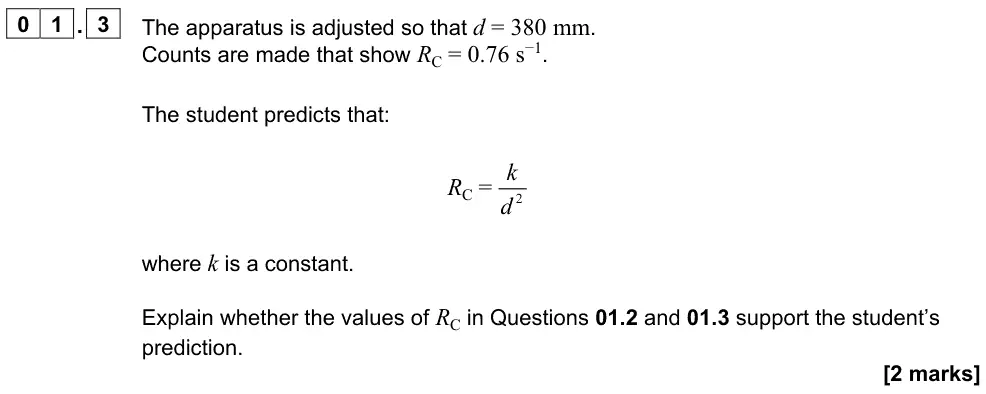 0 1 . 3 The apparatus is adjusted so that d = 380 mm.
Counts are made that show R_C = 0.76 s⁻¹.
The student predicts that:
R_C = k / d²
where k is a constant.
Explain whether the values of R_C in Questions 01.2 and 01.3 support the student’s
prediction.
[2 marks]